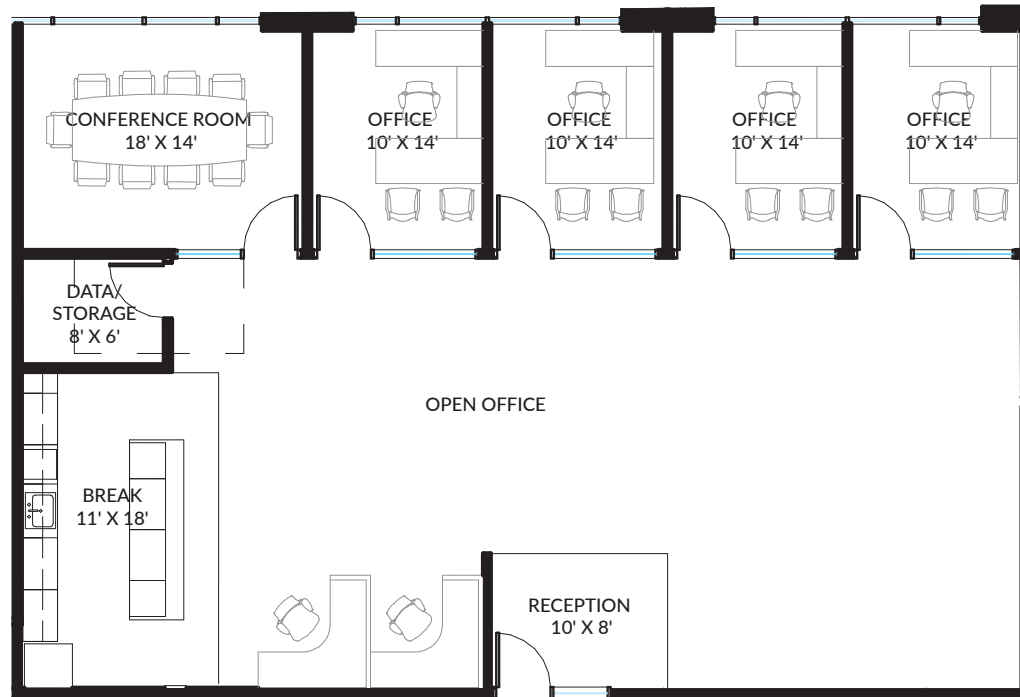 CONFERENCE ROOM
18' X 14'
OFFICE
10' X 14'
OFFICE
10' X 14'
OFFICE
10' X 14'
OFFICE
10' X 14'
DATA/
STORAGE
8' X 6'
OPEN OFFICE
BREAK
11' X 18'
RECEPTION
10' X 8'